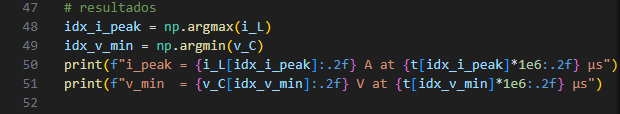 47 # resultados
48 idx_i_peak = np.argmax(i_L)
49 idx_v_min = np.argmin(v_C)
50 print(f"i_peak = {i_L[idx_i_peak]:.2f} A at {t[idx_i_peak]*1e6:.2f} µs")
51 print(f"v_min  = {v_C[idx_v_min]:.2f} V at {t[idx_v_min]*1e6:.2f} µs")
52